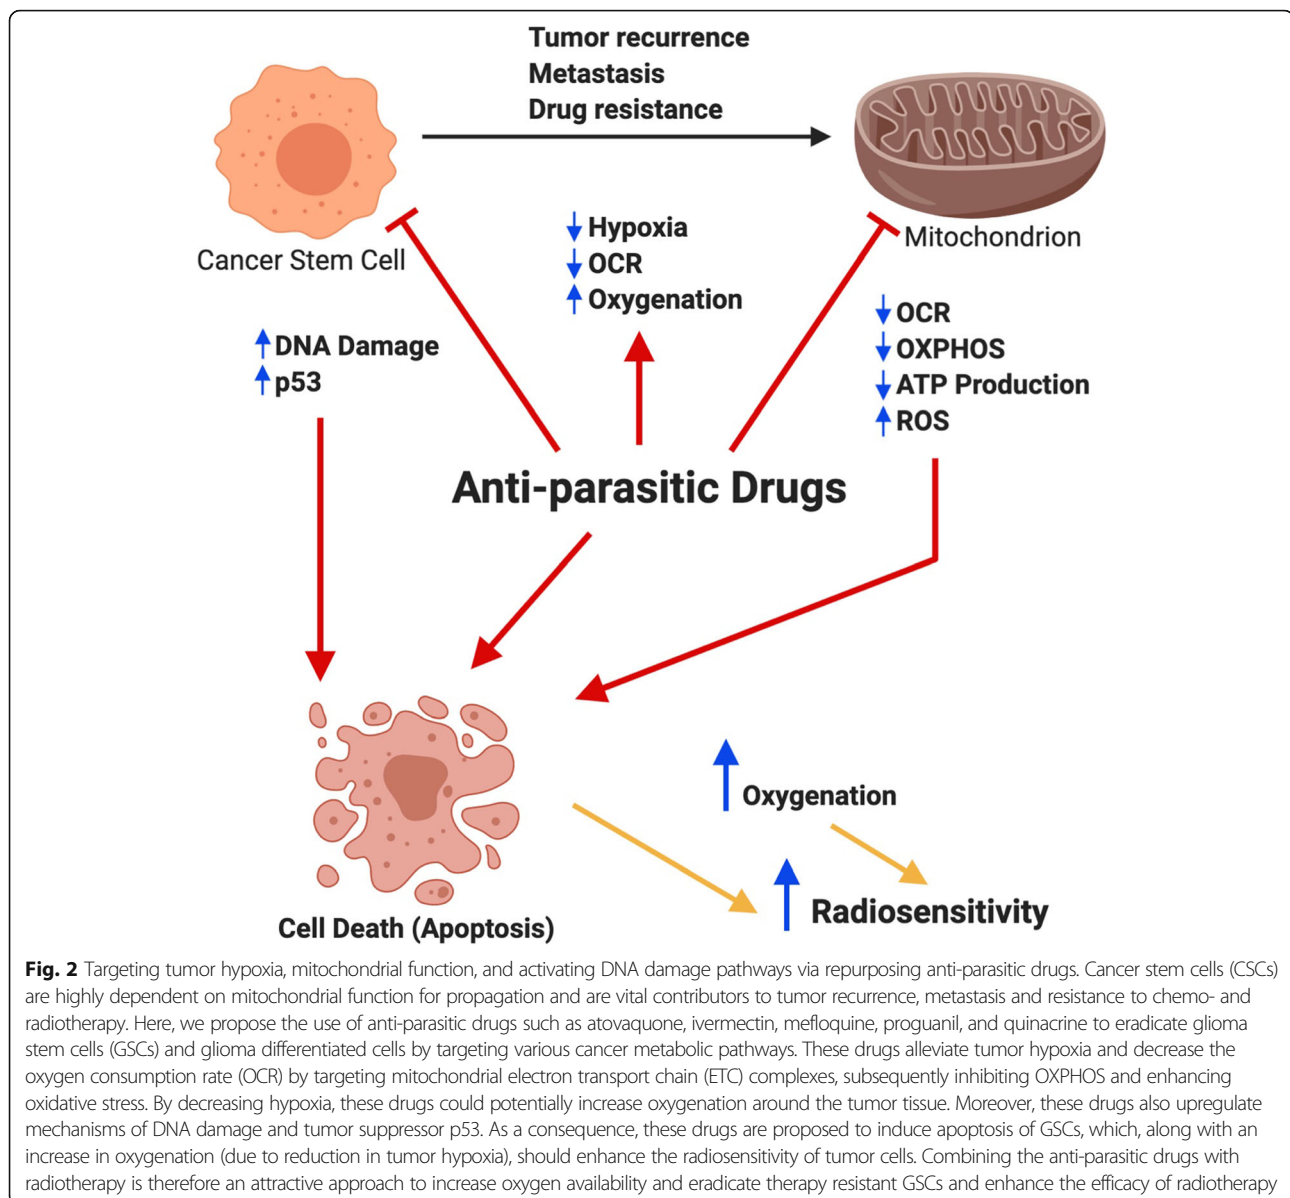 Tumor recurrence
Metastasis
Drug resistance
Cancer Stem Cell
Mitochondrion
Hypoxia
OCR
Oxygenation
OCR
OXPHOS
ATP Production
ROS
DNA Damage
p53
Anti-parasitic Drugs
Oxygenation
Radiosensitivity
Cell Death (Apoptosis)
Fig. 2 Targeting tumor hypoxia, mitochondrial function, and activating DNA damage pathways via repurposing anti-parasitic drugs. Cancer stem cells (CSCs)
are highly dependent on mitochondrial function for propagation and are vital contributors to tumor recurrence, metastasis and resistance to chemo- and
radiotherapy. Here, we propose the use of anti-parasitic drugs such as atovaquone, ivermectin, mefloquine, proguanil, and quinacrine to eradicate glioma
stem cells (GSCs) and glioma differentiated cells by targeting various cancer metabolic pathways. These drugs alleviate tumor hypoxia and decrease the
oxygen consumption rate (OCR) by targeting mitochondrial electron transport chain (ETC) complexes, subsequently inhibiting OXPHOS and enhancing
oxidative stress. By decreasing hypoxia, these drugs could potentially increase oxygenation around the tumor tissue. Moreover, these drugs also upregulate
mechanisms of DNA damage and tumor suppressor p53. As a consequence, these drugs are proposed to induce apoptosis of GSCs, which, along with an
increase in oxygenation (due to reduction in tumor hypoxia), should enhance the radiosensitivity of tumor cells. Combining the anti-parasitic drugs with
radiotherapy is therefore an attractive approach to increase oxygen availability and eradicate therapy resistant GSCs and enhance the efficacy of radiotherapy